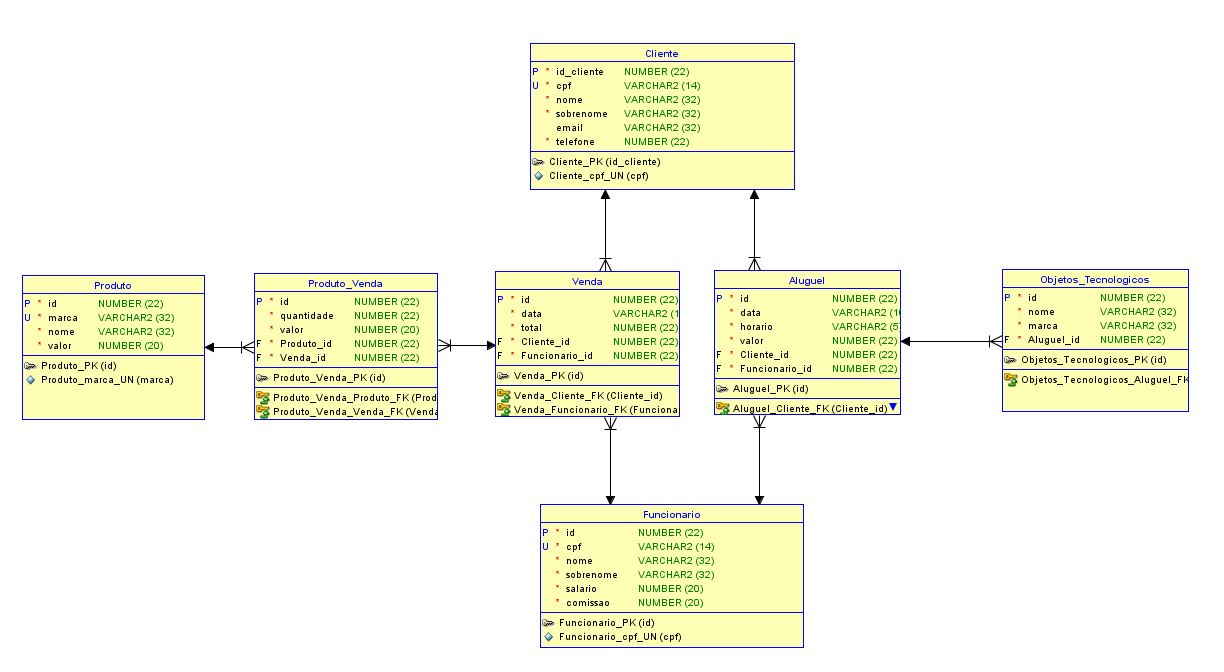 Cliente
P * id_cliente NUMBER (22)
U * cpf VARCHAR2 (14)
* nome VARCHAR2 (32)
* sobrenome VARCHAR2 (32)
email VARCHAR2 (32)
* telefone NUMBER (22)
Cliente_PK (id_cliente)
Cliente_cpf_UN (cpf)
Produto
P * id NUMBER (22)
U * marca VARCHAR2 (32)
* nome VARCHAR2 (32)
* valor NUMBER (20)
Produto_PK (id)
Produto_marca_UN (marca)
Produto_Venda
P * id NUMBER (22)
* quantidade NUMBER (22)
* valor NUMBER (20)
F * Produto_id NUMBER (22)
F * Venda_id NUMBER (22)
Produto_Venda_PK (id)
Produto_Venda_Produto_FK (Prod
Produto_Venda_Venda_FK (Venda
Venda
P * id NUMBER (22)
* data VARCHAR2 (1
* total NUMBER (22)
F * Cliente_id NUMBER (22)
F * Funcionario_id NUMBER (22)
Venda_PK (id)
Venda_Cliente_FK (Cliente_id)
Venda_Funcionario_FK (Funciona
Aluguel
P * id NUMBER (22)
* data VARCHAR2 (1
* horario VARCHAR2 (5
* valor NUMBER (22)
F * Cliente_id NUMBER (22)
F * Funcionario_id NUMBER (22)
Aluguel_PK (id)
Aluguel_Cliente_FK (Cliente_id)
Objetos_Tecnologicos
P * id NUMBER (22)
* nome VARCHAR2 (32)
* marca VARCHAR2 (32)
F * Aluguel_id NUMBER (22)
Objetos_Tecnologicos_PK (id)
Objetos_Tecnologicos_Aluguel_FK
Funcionario
P * id NUMBER (22)
U * cpf VARCHAR2 (14)
* nome VARCHAR2 (32)
* sobrenome VARCHAR2 (32)
* salario NUMBER (20)
* comissao NUMBER (20)
Funcionario_PK (id)
Funcionario_cpf_UN (cpf)